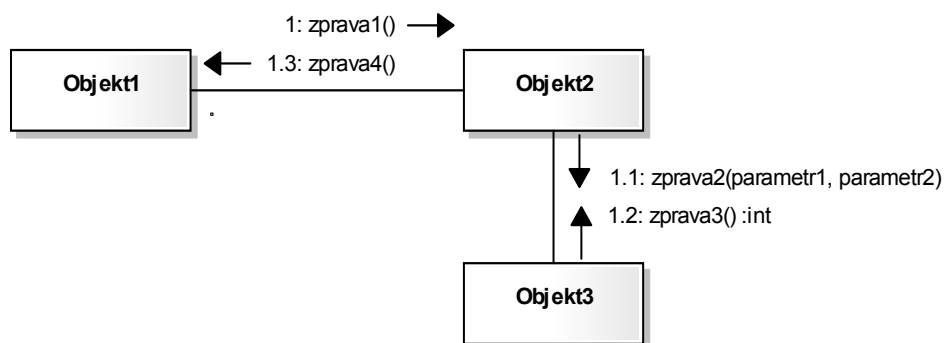 1: zprava1()
1.3: zprava4()
Objekt1
Objekt2
1.1: zprava2(parametr1, parametr2)
1.2: zprava3() :int
Objekt3